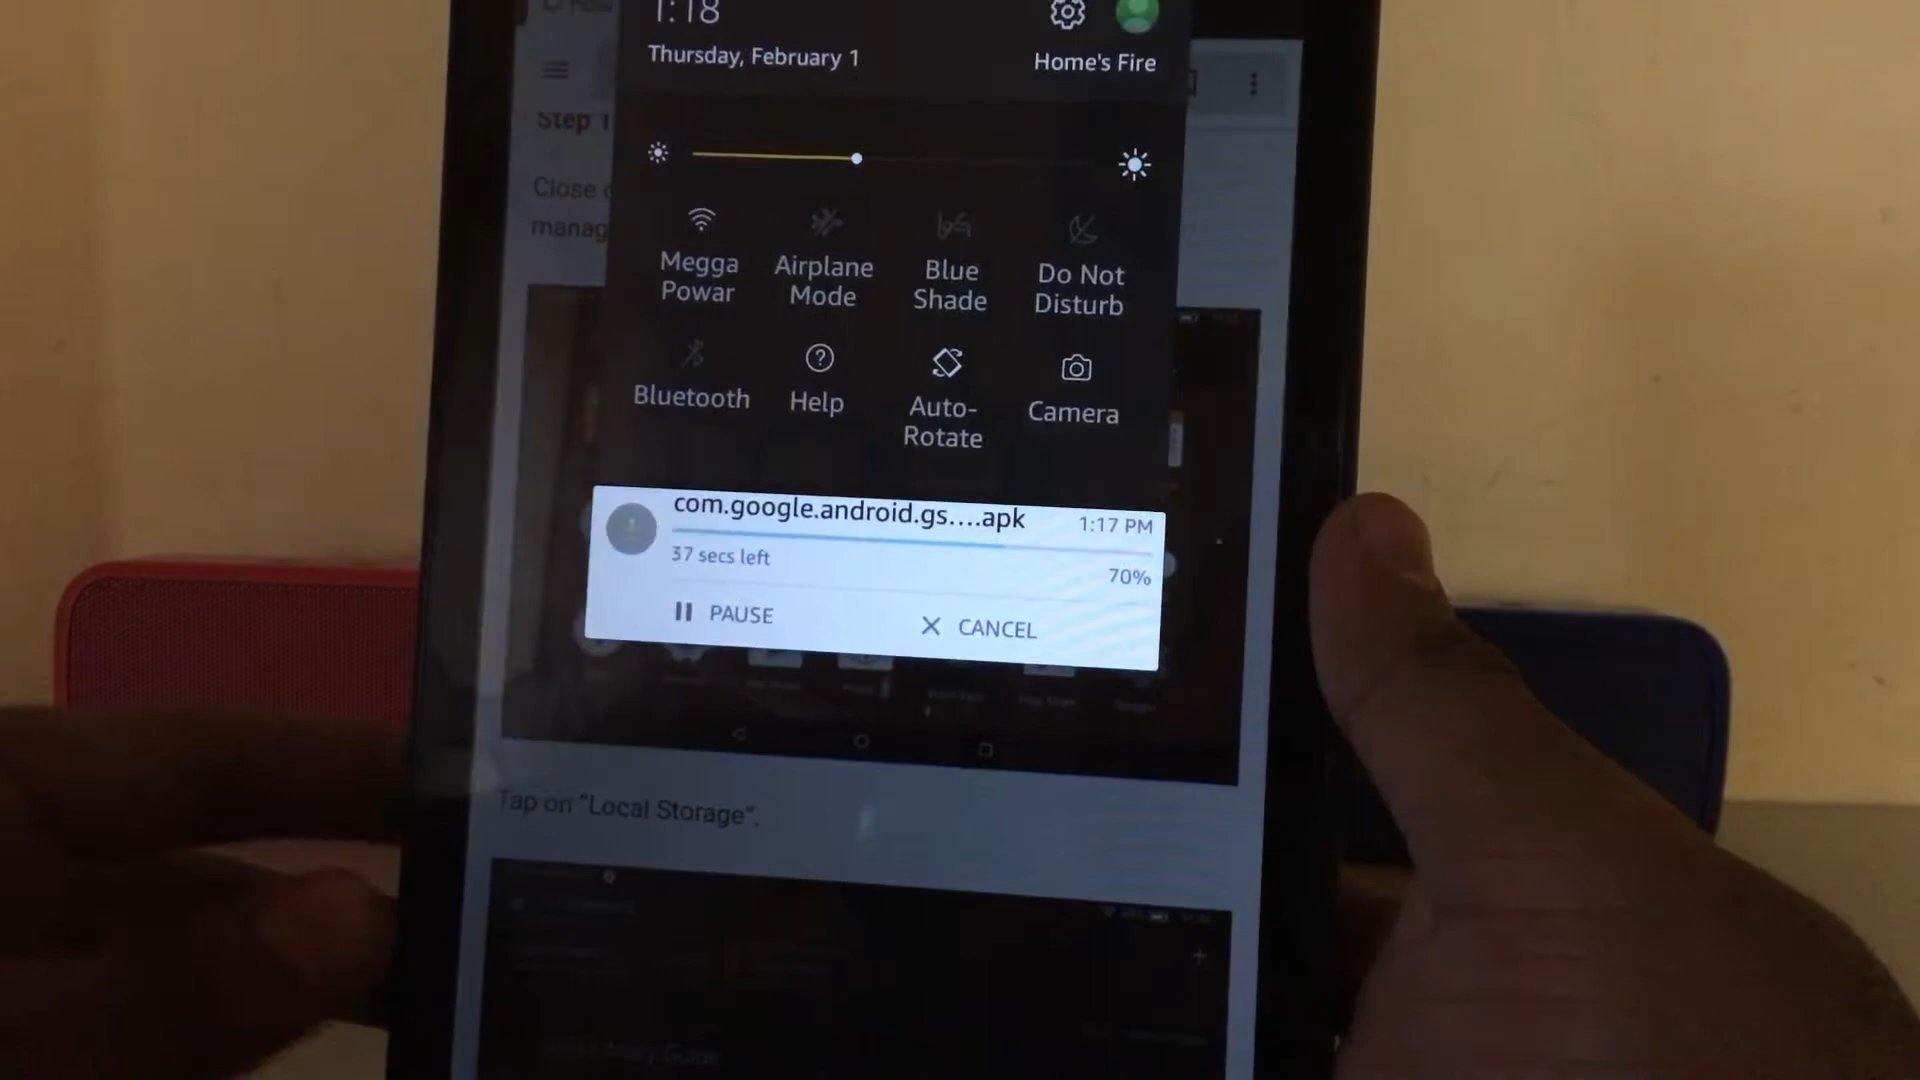 1:18
Thursday, February 1
Home's Fire
Step 1
Close
manag
Megga
Powar
Airplane
Mode
Blue
Shade
Do Not
Disturb
Bluetooth
Help
Auto-
Rotate
Camera
com.google.android.gs....apk
1:17 PM
37 secs left
70%
PAUSE
CANCEL
Tap on "Local Storage".